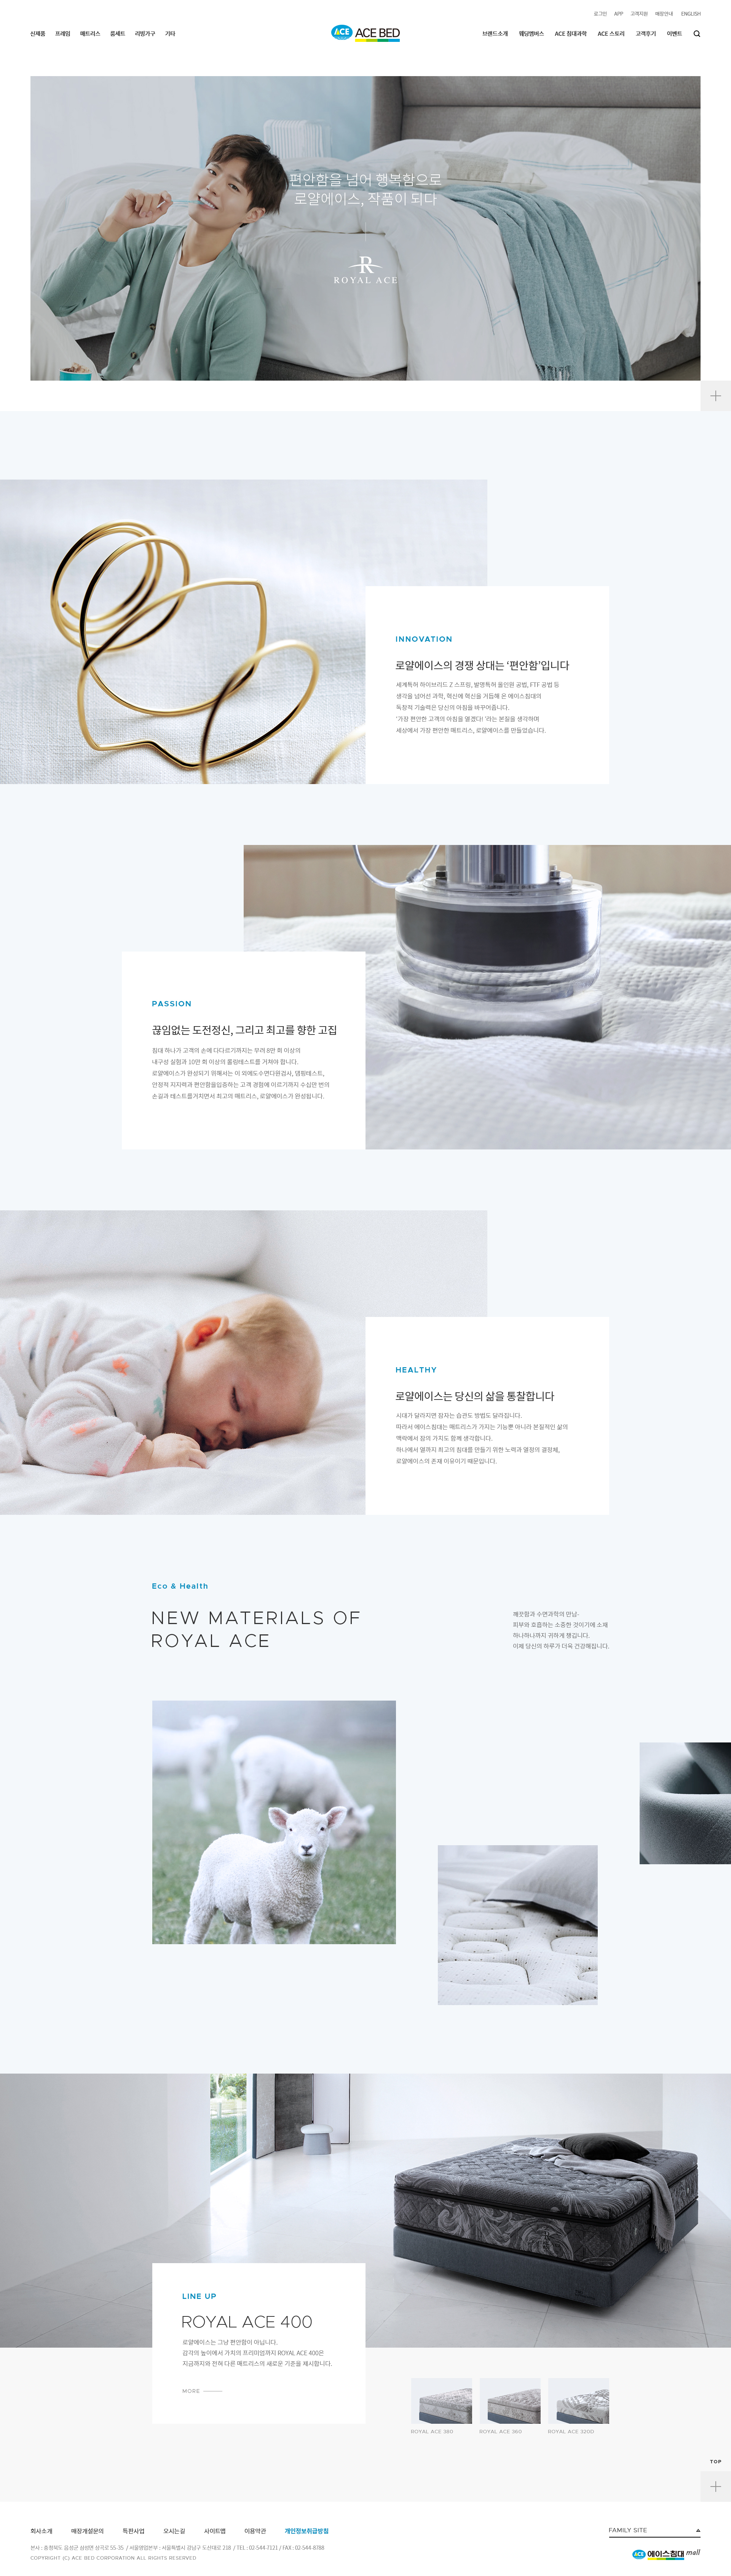 로그인 APP 고객지원 매장안내 ENGLISH
신제품 프레임 매트리스 룸세트 리빙가구 기타
ACE ACE BED
브랜드소개 웨딩멤버스 ACE 침대과학 ACE 스토리 고객후기 이벤트
편안함을 넘어 행복함으로
로얄에이스, 작품이 되다
R
ROYAL ACE
INNOVATION
로얄에이스의 경쟁 상대는 ‘편안함’입니다
세계특허 하이브리드 Z 스프링, 발명특허 올인원 공법, FTF 공법 등
생각을 넘어선 과학, 혁신에 혁신을 거듭해 온 에이스침대의
독창적 기술력은 당신의 아침을 바꾸어줍니다.
‘가장 편안한 고객의 아침을 열겠다! ’라는 본질을 생각하며
세상에서 가장 편안한 매트리스, 로얄에이스를 만들었습니다.
PASSION
끊임없는 도전정신, 그리고 최고를 향한 고집
침대 하나가 고객의 손에 다다르기까지는 무려 8만 회 이상의
내구성 실험과 10만 회 이상의 롤링테스트를 거쳐야 합니다.
로얄에이스가 완성되기 위해서는 이 외에도수면다원검사, 댐핑테스트,
안정적 지지력과 편안함을입증하는 고객 경험에 이르기까지 수십만 번의
손길과 테스트를거치면서 최고의 매트리스, 로얄에이스가 완성됩니다.
HEALTHY
로얄에이스는 당신의 삶을 통찰합니다
시대가 달라지면 잠자는 습관도 방법도 달라집니다.
따라서 에이스침대는 매트리스가 가지는 기능뿐 아니라 본질적인 삶의
맥락에서 잠의 가치도 함께 생각합니다.
하나에서 열까지 최고의 침대를 만들기 위한 노력과 열정의 결정체,
로얄에이스의 존재 이유이기 때문입니다.
Eco & Health
NEW MATERIALS OF
ROYAL ACE
깨끗함과 수면과학의 만남-
피부와 호흡하는 소중한 것이기에 소재
하나하나까지 귀하게 챙깁니다.
이제 당신의 하루가 더욱 건강해집니다.
LINE UP
ROYAL ACE 400
로얄에이스는 그냥 편안함이 아닙니다.
감각의 높이에서 가치의 프리미엄까지 ROYAL ACE 400은
지금까지와 전혀 다른 매트리스의 새로운 기준을 제시합니다.
MORE
ROYAL ACE 380 ROYAL ACE 360 ROYAL ACE 320D
TOP
회사소개 매장개설문의 특판사업 오시는길 사이트맵 이용약관 개인정보취급방침
FAMILY SITE
본사 : 충청북도 음성군 삼성면 상곡로 55-35 / 서울영업본부 : 서울특별시 강남구 도산대로 218 / TEL : 02-544-7121 / FAX : 02-544-8788
COPYRIGHT (C) ACE BED CORPORATION ALL RIGHTS RESERVED
ACE 에이스침대 mall